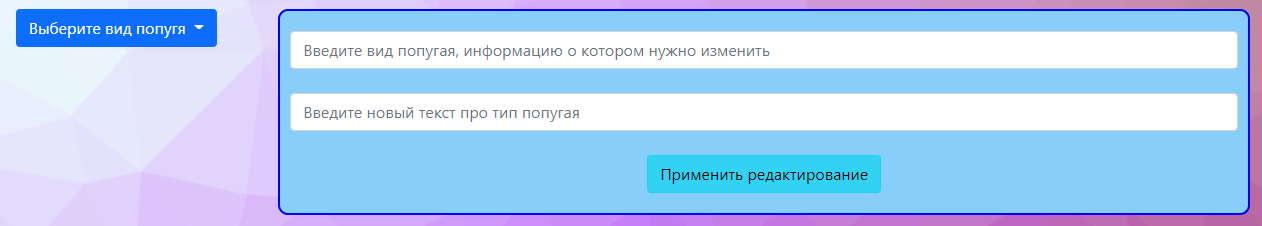 Выберите вид попугя
Введите вид попугая, информацию о котором нужно изменить
Введите новый текст про тип попугая
Применить редактирование